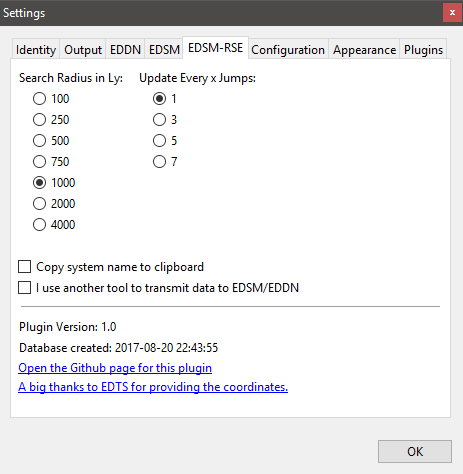 Settings x
Identity Output EDDN EDSM EDSM-RSE Configuration Appearance Plugins
Search Radius in Ly: Update Every x Jumps:
100 1
250 3
500 5
750 7
1000
2000
4000
Copy system name to clipboard
I use another tool to transmit data to EDSM/EDDN
Plugin Version: 1.0
Database created: 2017-08-20 22:43:55
Open the Github page for this plugin
A big thanks to EDTS for providing the coordinates.
OK